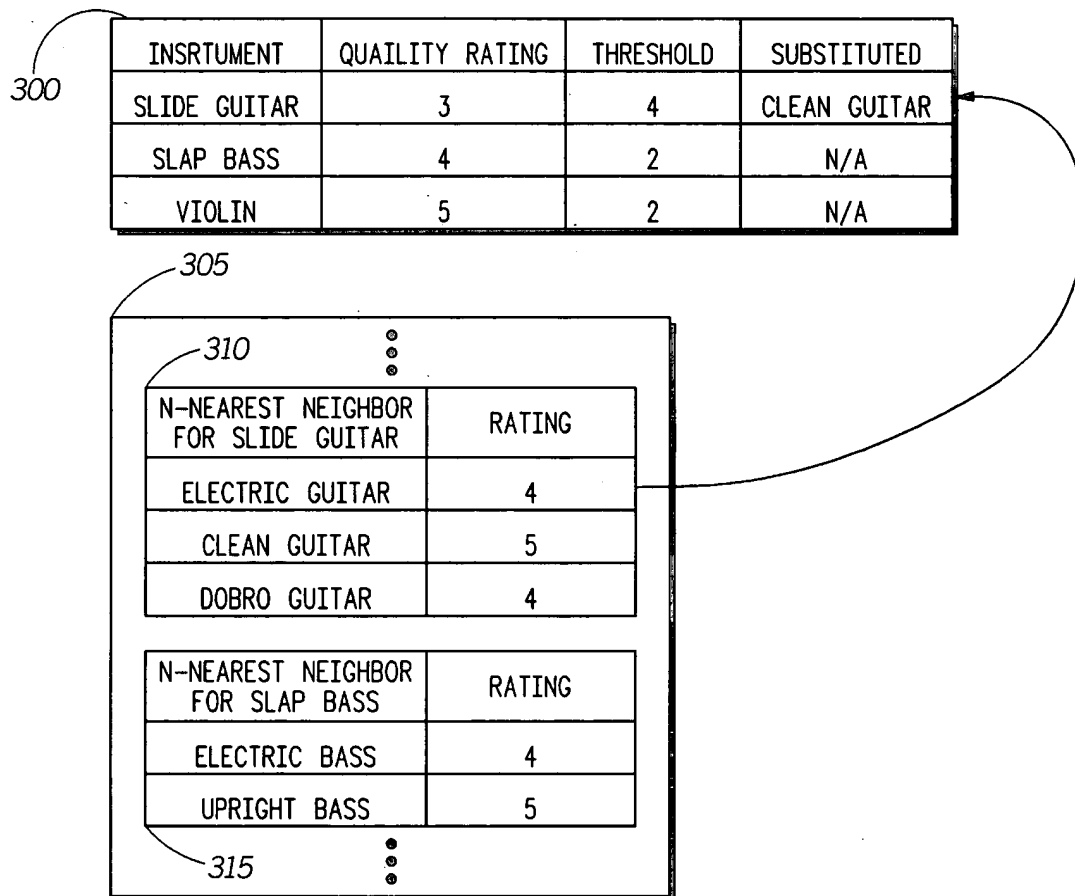 300
INSRTUMENT QUAILITY RATING THRESHOLD SUBSTITUTED
SLIDE GUITAR 3 4 CLEAN GUITAR
SLAP BASS 4 2 N/A
VIOLIN 5 2 N/A
305
310
N-NEAREST NEIGHBOR
FOR SLIDE GUITAR RATING
ELECTRIC GUITAR 4
CLEAN GUITAR 5
DOBRO GUITAR 4
N-NEAREST NEIGHBOR
FOR SLAP BASS RATING
ELECTRIC BASS 4
UPRIGHT BASS 5
315